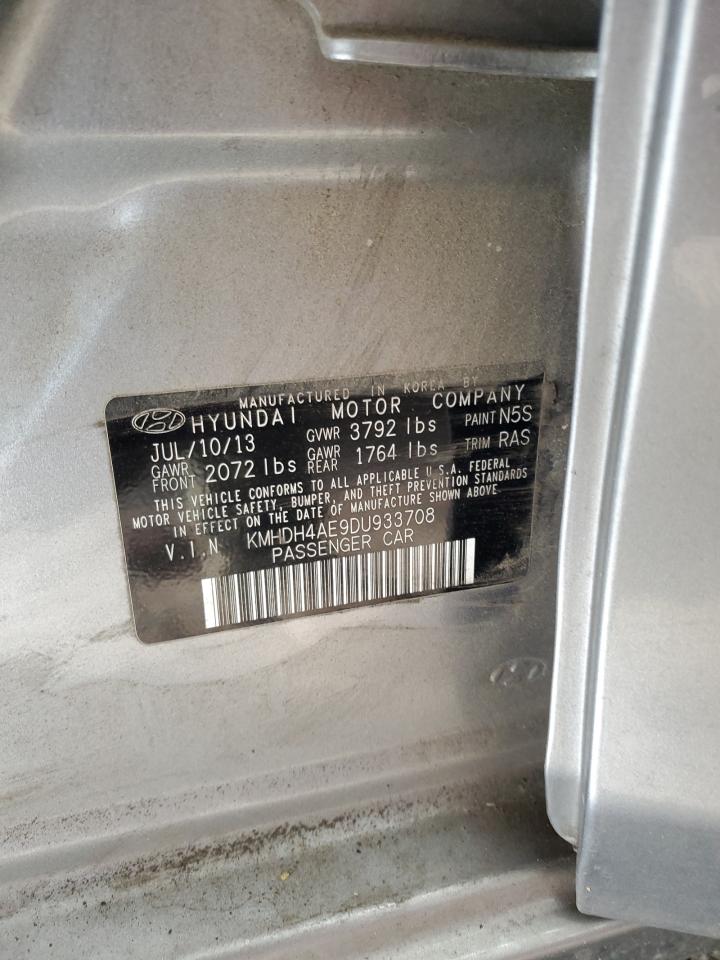 MANUFACTURED IN KOREA BY
HYUNDAI MOTOR COMPANY
JUL/10/13 GVWR 3792 lbs PAINT N5S
GAWR FRONT 2072 lbs GAWR REAR 1764 lbs TRIM RAS
THIS VEHICLE CONFORMS TO ALL APPLICABLE U.S.A. FEDERAL
MOTOR VEHICLE SAFETY, BUMPER, AND THEFT PREVENTION STANDARDS
IN EFFECT ON THE DATE OF MANUFACTURE SHOWN ABOVE
V.I.N KMHDH4AE9DU933708
PASSENGER CAR